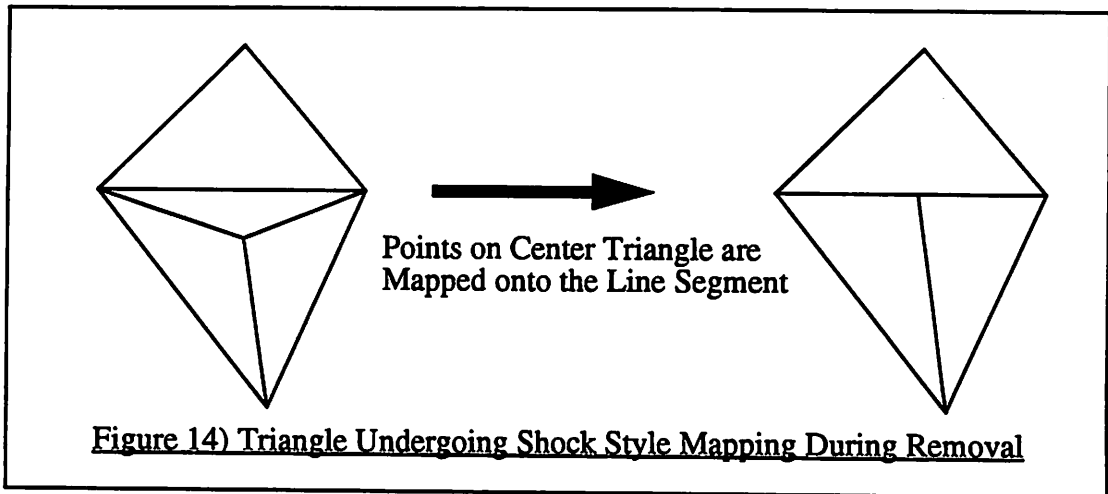 Points on Center Triangle are
Mapped onto the Line Segment
Figure 14) Triangle Undergoing Shock Style Mapping During Removal